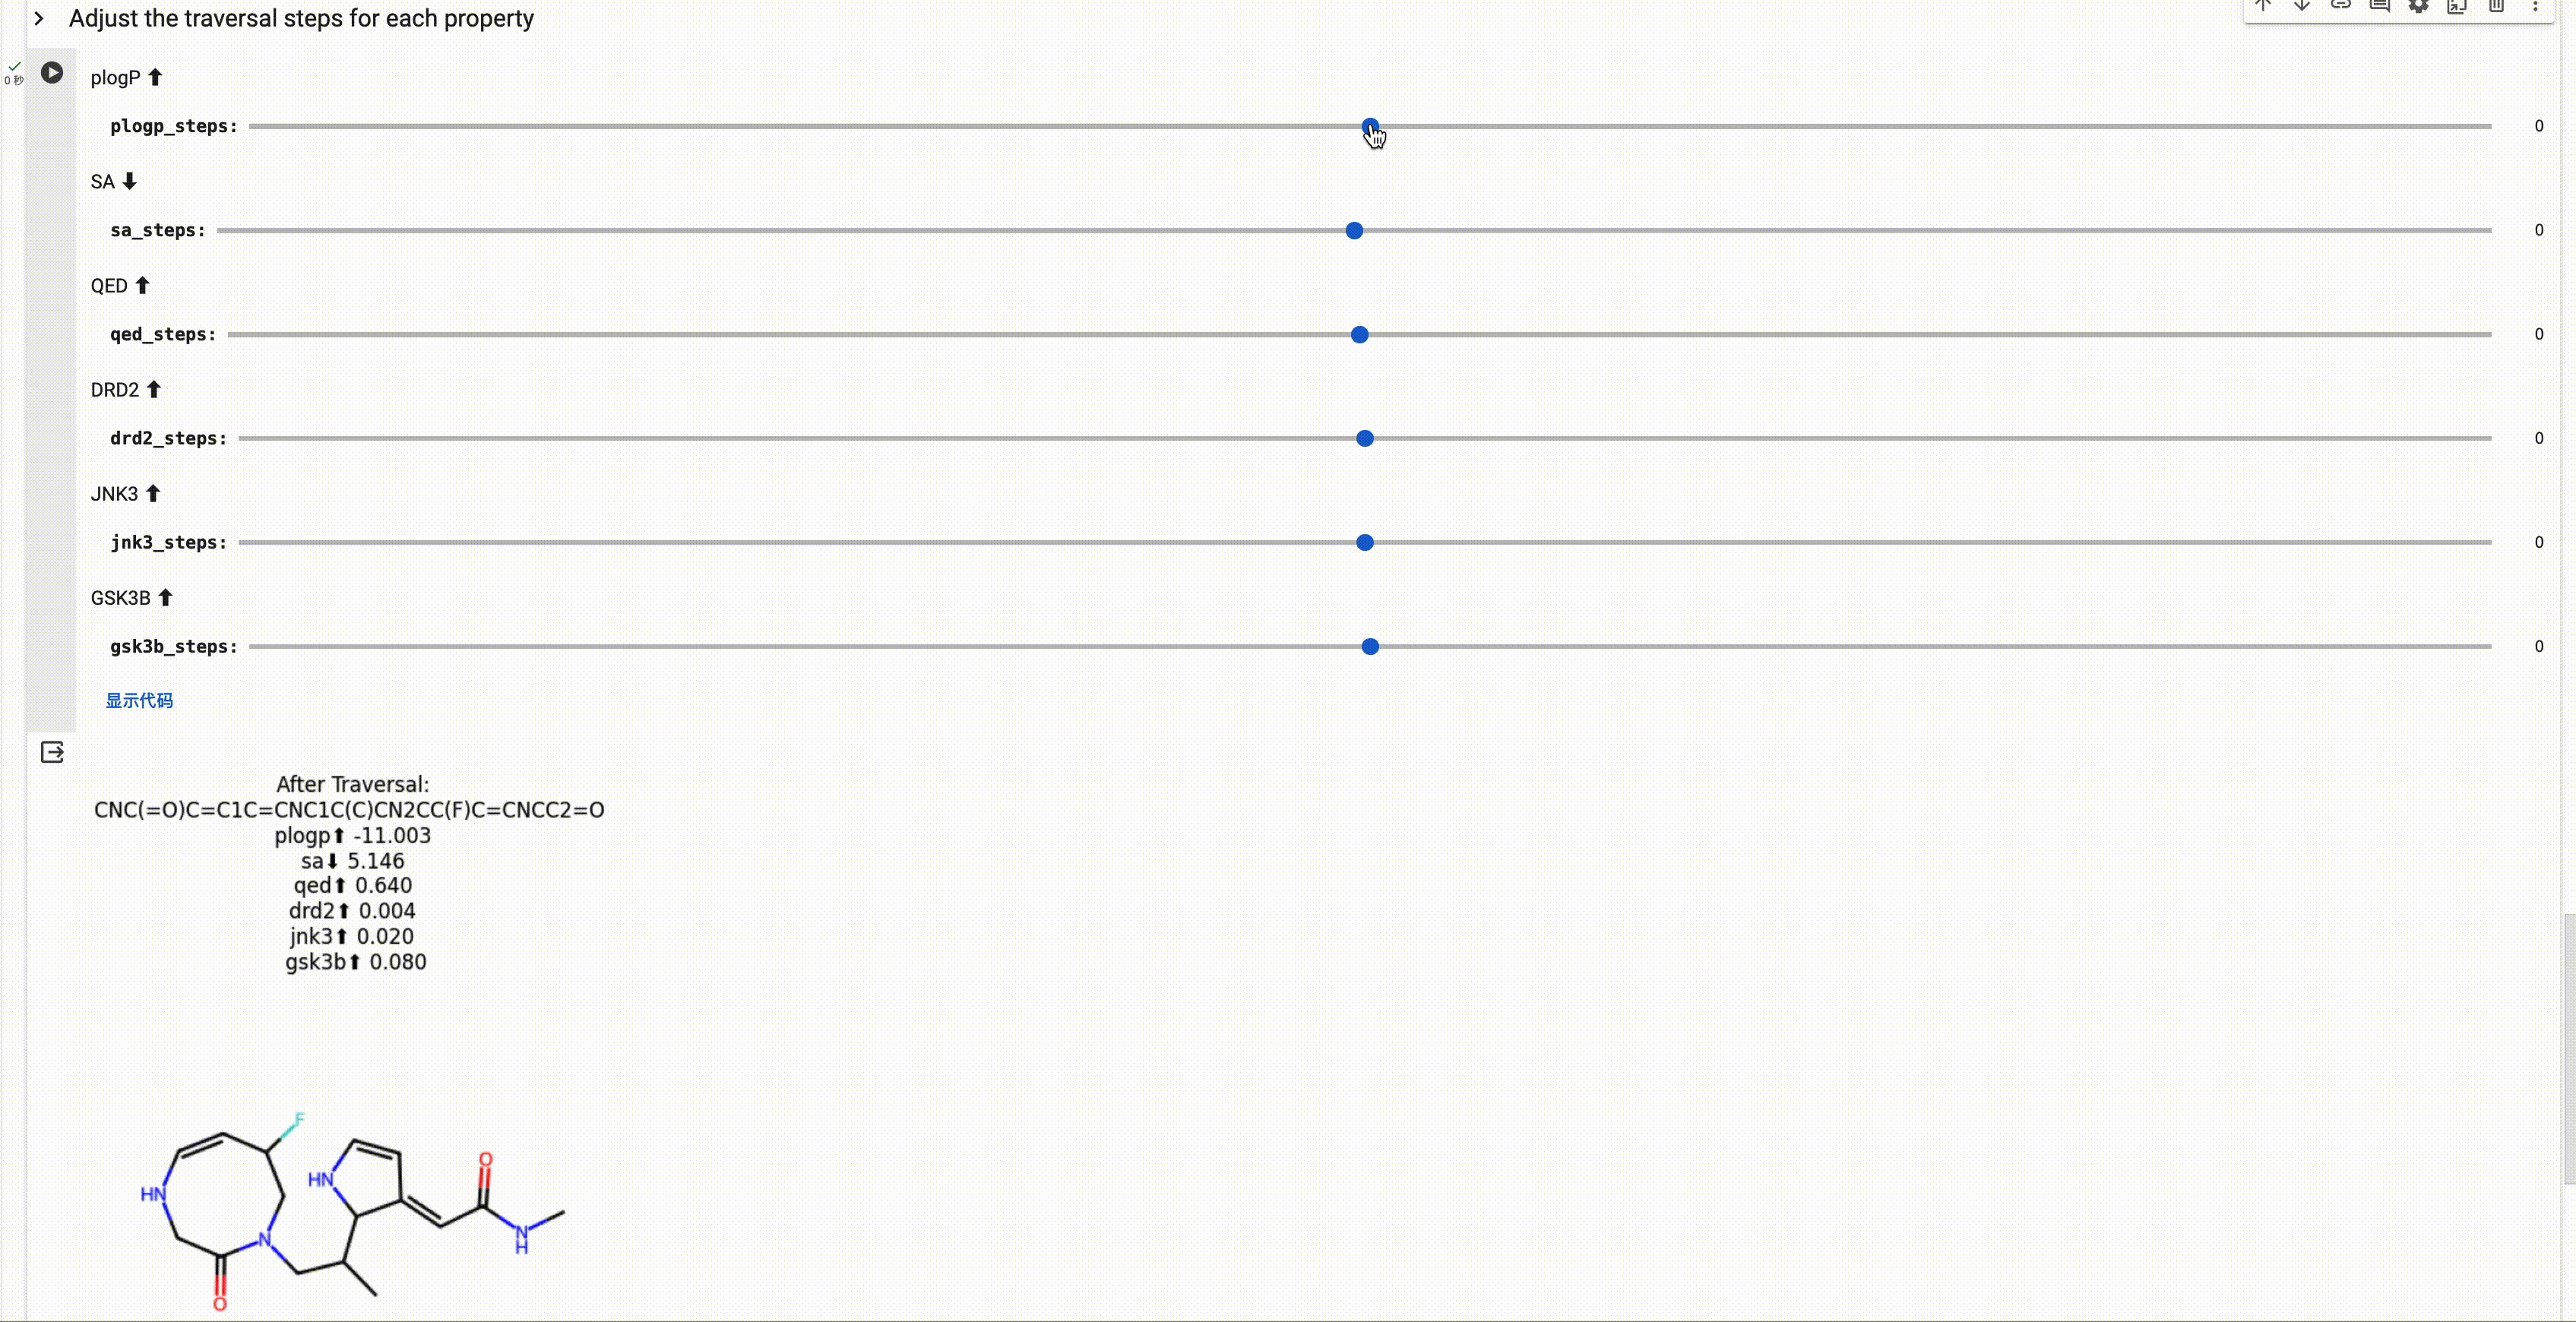 Adjust the traversal steps for each property
0 秒
plogP ⬆
plogp_steps: 0
SA ⬇
sa_steps: 0
QED ⬆
qed_steps: 0
DRD2 ⬆
drd2_steps: 0
JNK3 ⬆
jnk3_steps: 0
GSK3B ⬆
gsk3b_steps: 0
显示代码
After Traversal:
CNC(=O)C=C1C=CNC1C(C)CN2CC(F)C=CNCC2=O
plogp⬆ -11.003
sa⬇ 5.146
qed⬆ 0.640
drd2⬆ 0.004
jnk3⬆ 0.020
gsk3b⬆ 0.080
F
HN
HN
O
N
N
H
O